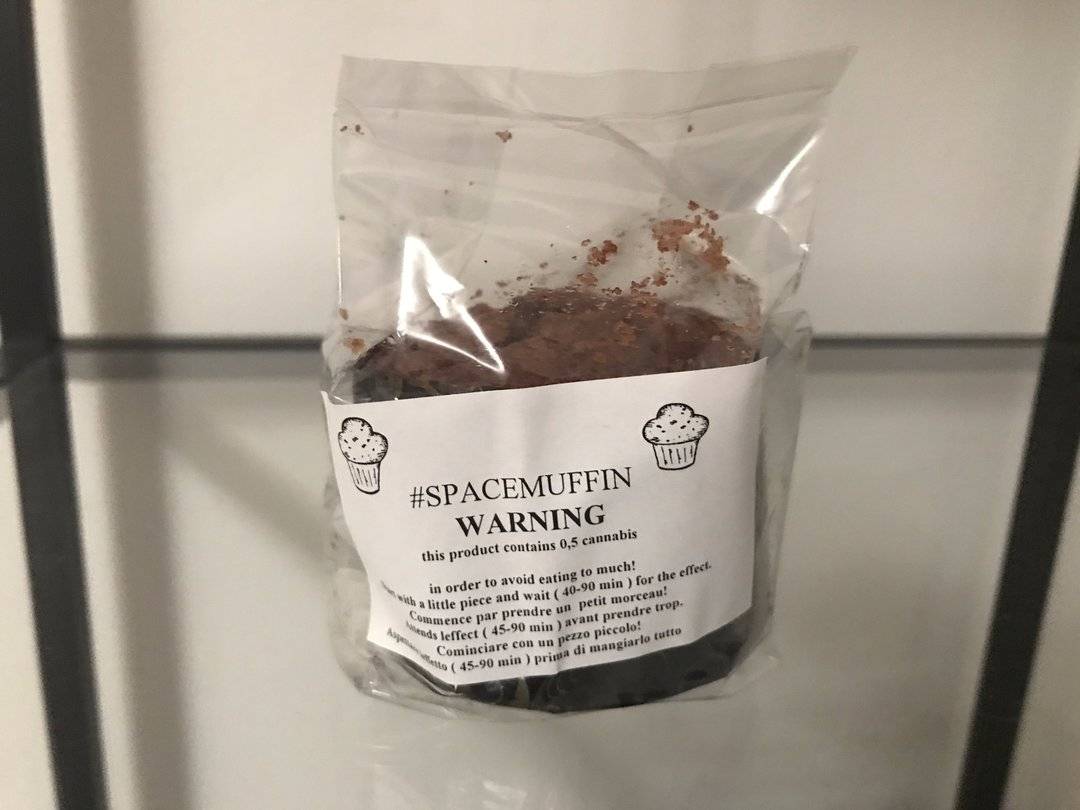 #SPACEMUFFIN
WARNING
this product contains 0,5 cannabis
in order to avoid eating to much!
with a little piece and wait ( 40-90 min ) for the effect.
Commence par prendre un petit morceau!
leffect ( 45-90 min ) avant prendre trop.
Cominciare con un pezzo piccolo!
( 45-90 min ) prima di mangiarlo tutto